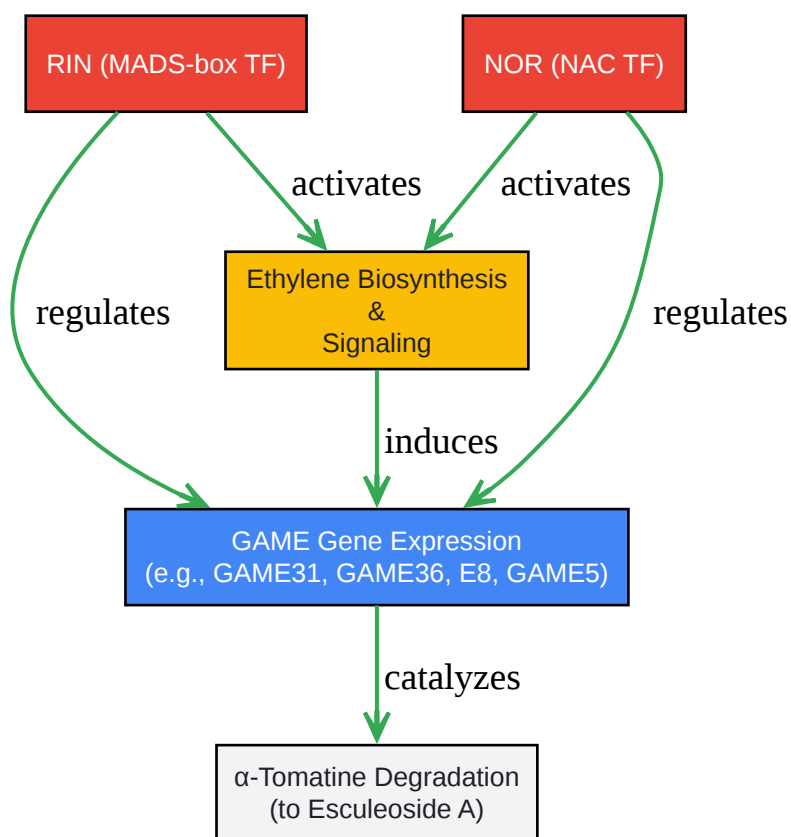 RIN (MADS-box TF)
NOR (NAC TF)
activates
activates
Ethylene Biosynthesis
&
Signaling
regulates
regulates
induces
GAME Gene Expression
(e.g., GAME31, GAME36, E8, GAME5)
catalyzes
α-Tomatine Degradation
(to Esculeoside A)